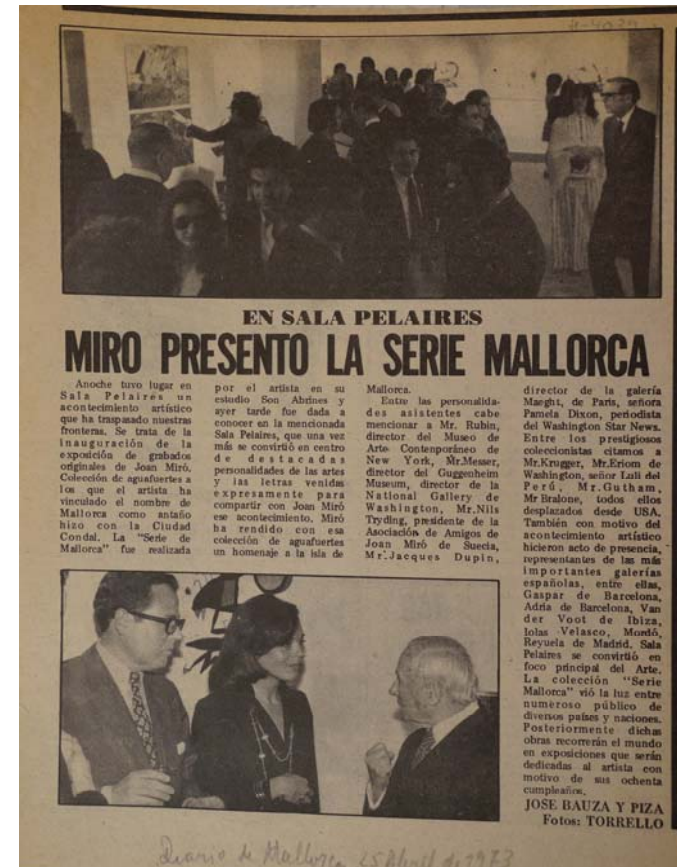 EN SALA PELAIRES
MIRO PRESENTO LA SERIE MALLORCA
Anoche tuvo lugar en
Sala Pelaires un
acontecimiento artístico
que ha traspasado nuestras
fronteras. Se trata de la
inauguración de la
exposición de grabados
originales de Joan Miró.
Colección de aguafuertes a
los que el artista ha
vinculado el nombre de
Mallorca como antaño
hizo con la Ciudad
Condal. La "Serie de
Mallorca" fue realizada
por el artista en su
estudio Son Abrines y
ayer tarde fue dada a
conocer en la mencionada
Sala Pelaires, que una vez
más se convirtió en centro
de destacadas
personalidades de las artes
y las letras venidas
expresamente para
compartir con Joan Miró
ese acontecimiento. Miró
ha rendido con esa
colección de aguafuertes
un homenaje a la isla de
Mallorca.
Entre las personalida-
des asistentes cabe
mencionar a Mr. Rubin,
director del Museo de
Arte Contemporáneo de
New York, Mr.Messer,
director del Guggenheim
Museum, director de la
National Gallery de
Washington, Mr.Nils
Tryding, presidente de la
Asociación de Amigos de
Joan Miró de Suecia,
Mr.Jacques Dupin,
director de la galería
Maeght, de Paris, señora
Pamela Dixon, periodista
del Washington Star News.
Entre los prestigiosos
coleccionistas citamos a
Mr.Krugger, Mr.Eriom de
Washington, señor Luli del
Perú, Mr.Gutham,
Mr Bralone, todos ellos
desplazados desde USA.
También con motivo del
acontecimiento artístico
hicieron acto de presencia,
representantes de las más
importantes galerías
españolas, entre ellas,
Gaspar de Barcelona,
Adria de Barcelona, Van
der Voot de Ibiza,
Iolas Velasco, Mordó,
Reyuela de Madrid. Sala
Pelaires se convirtió en
foco principal del Arte.
La colección "Serie
Mallorca" vió la luz entre
numeroso público de
diversos países y naciones.
Posteriormente dichas
obras recorrerán el mundo
en exposiciones que serán
dedicadas al artista con
motivo de sus ochenta
cumpleaños.
JOSE BAUZA Y PIZA
Fotos: TORRELLO
Diario de Mallorca 25 Abril de 1973